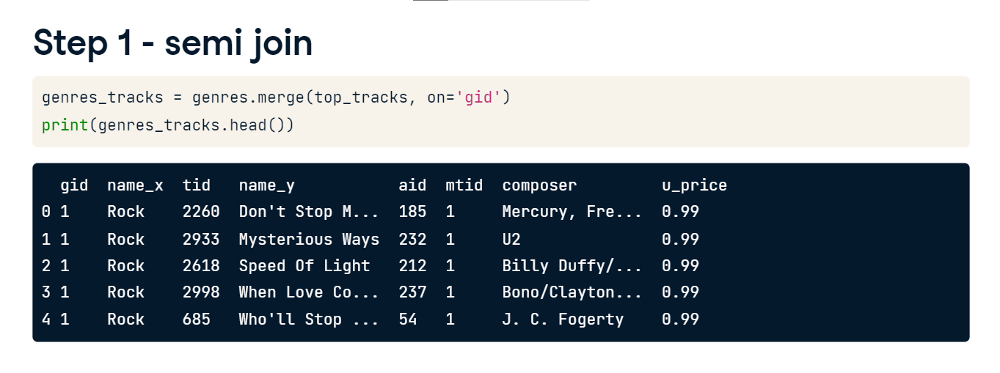 Step 1 - semi join
genres_tracks = genres.merge(top_tracks, on='gid')
print(genres_tracks.head())
gid name_x tid name_y aid mtid composer u_price
0 1 Rock 2260 Don't Stop M... 185 1 Mercury, Fre... 0.99
1 1 Rock 2933 Mysterious Ways 232 1 U2 0.99
2 1 Rock 2618 Speed Of Light 212 1 Billy Duffy/... 0.99
3 1 Rock 2998 When Love Co... 237 1 Bono/Clayton... 0.99
4 1 Rock 685 Who'll Stop ... 54 1 J. C. Fogerty 0.99